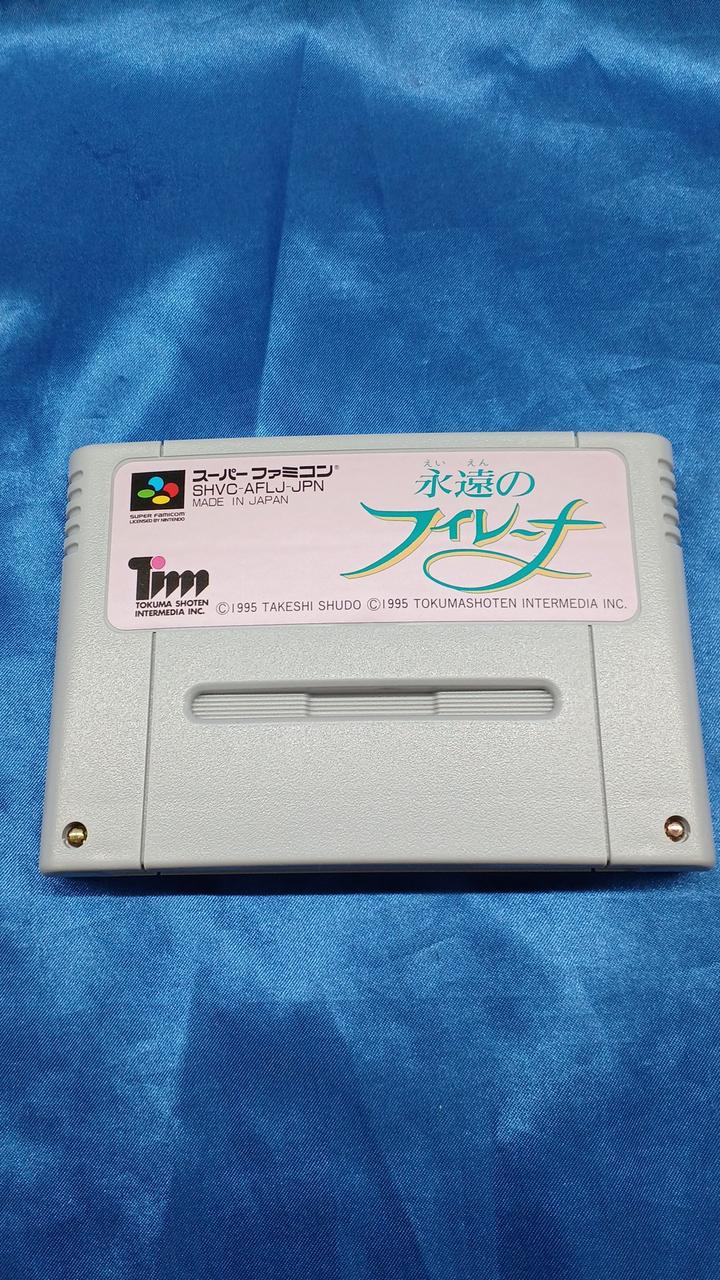 スーパーファミコン®
SHVC-AFLJ-JPN
MADE IN JAPAN
SUPER FAMICOM
LICENSED BY NINTENDO
えい えん
永遠の
フィレーナ
Tim
TOKUMA SHOTEN
INTERMEDIA INC.
©1995 TAKESHI SHUDO ©1995 TOKUMASHOTEN INTERMEDIA INC.